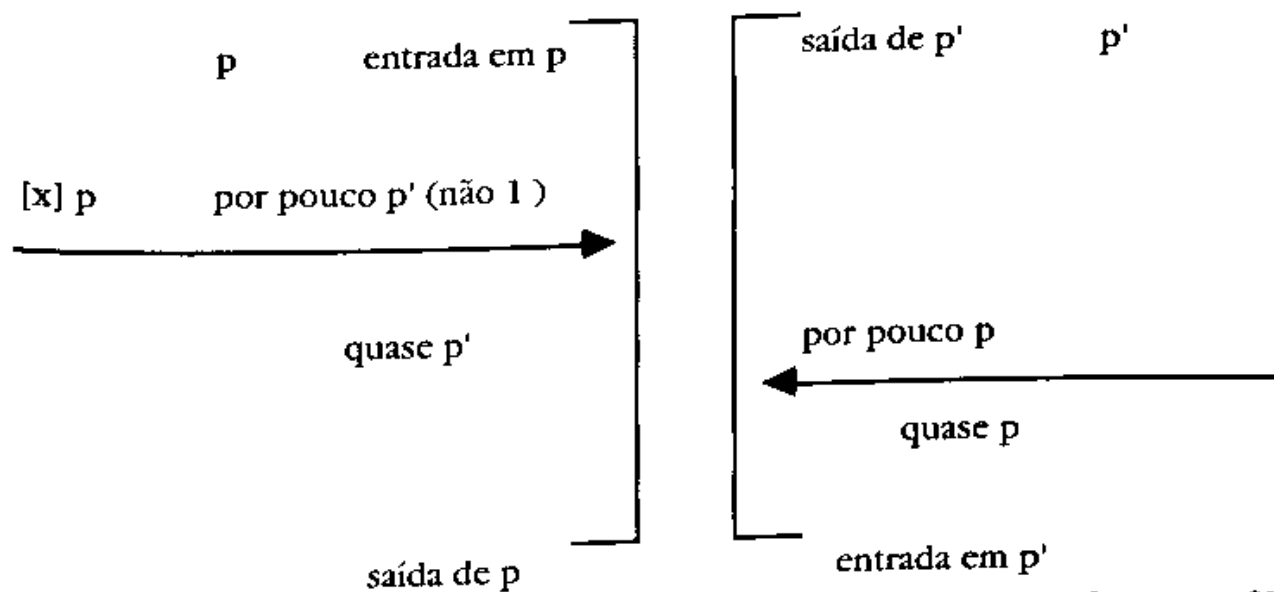 p entrada em p saída de p' p'
[x] p por pouco p' (não 1 )
quase p' por pouco p
quase p
saída de p entrada em p'